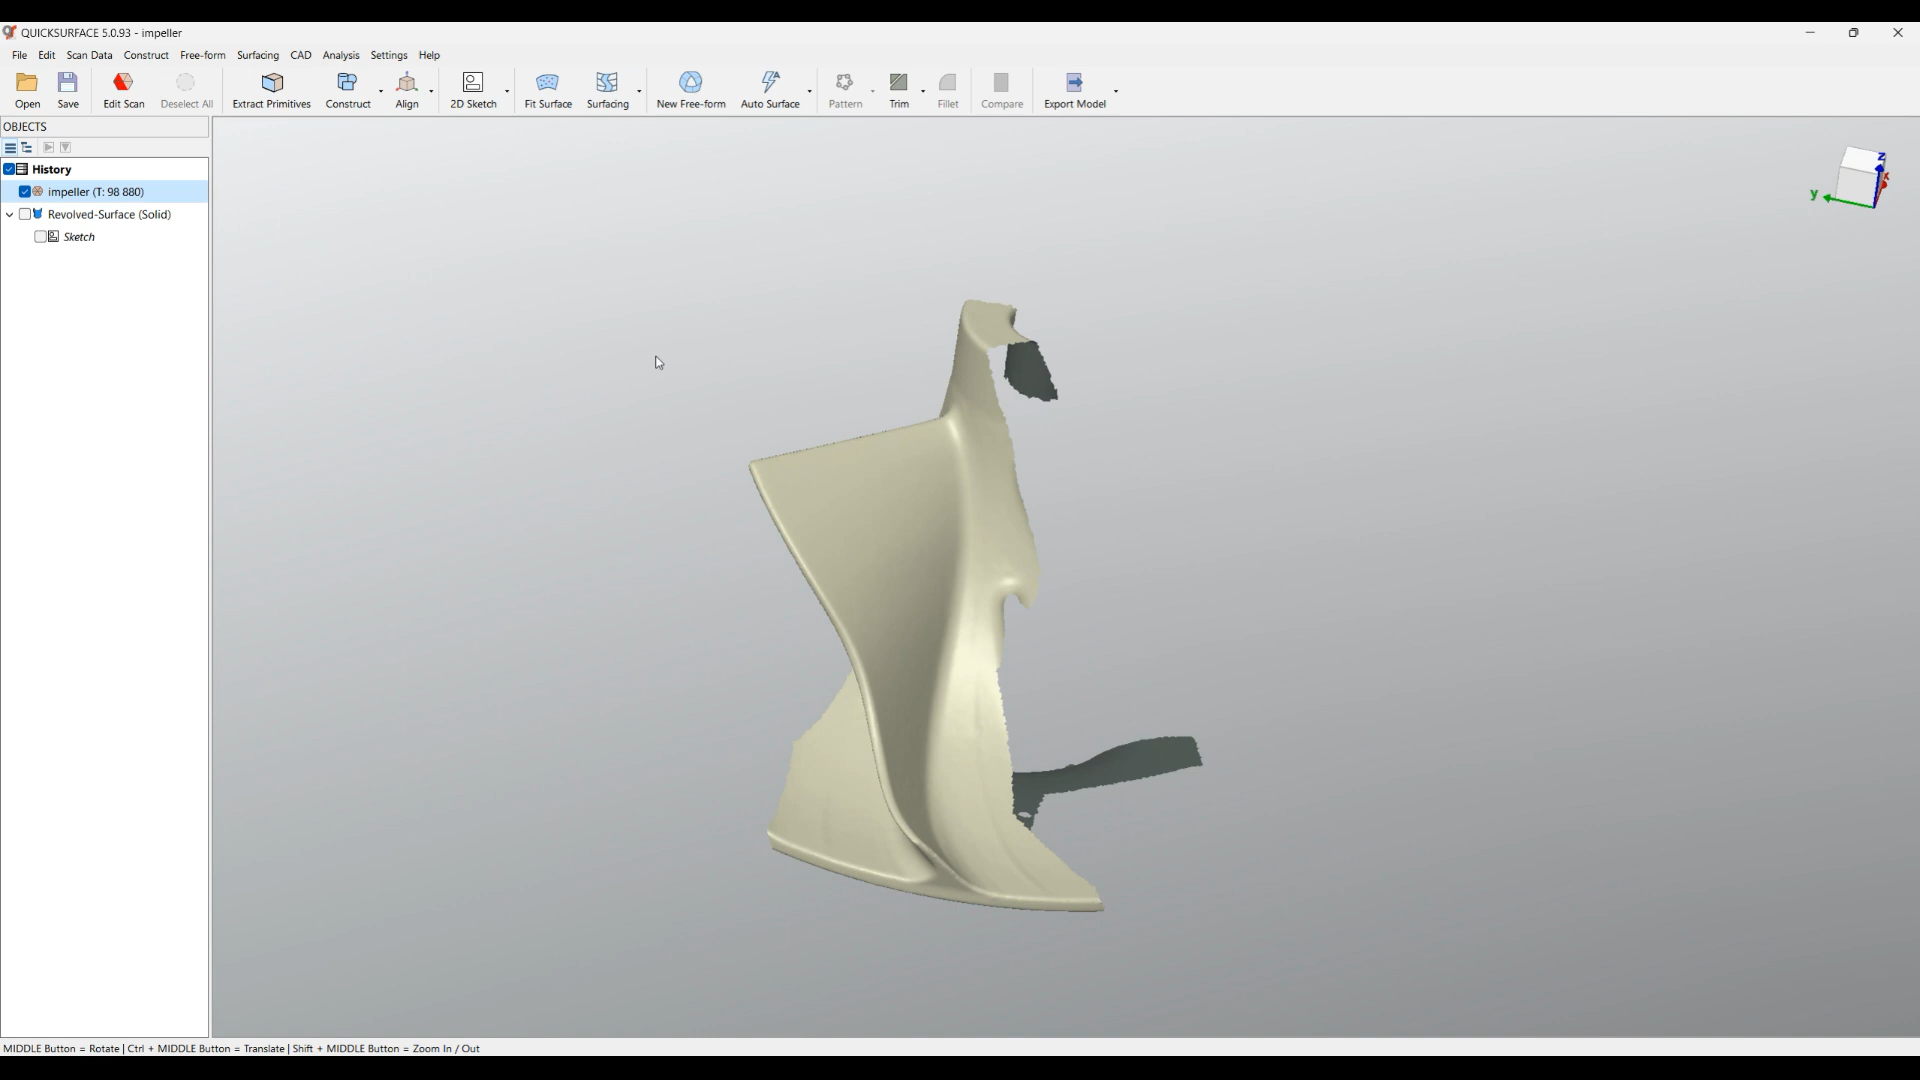 QUICKSURFACE 5.0.93 - impeller
File Edit Scan Data Construct Free-form Surfacing CAD Analysis Settings Help
Open Save Edit Scan Deselect All Extract Primitives Construct Align 2D Sketch Fit Surface Surfacing New Free-form Auto Surface Pattern Trim Fillet Compare Export Model
OBJECTS
History
impeller (T: 98 880)
Revolved-Surface (Solid)
Sketch
z
x
y
MIDDLE Button = Rotate | Ctrl + MIDDLE Button = Translate | Shift + MIDDLE Button = Zoom In / Out